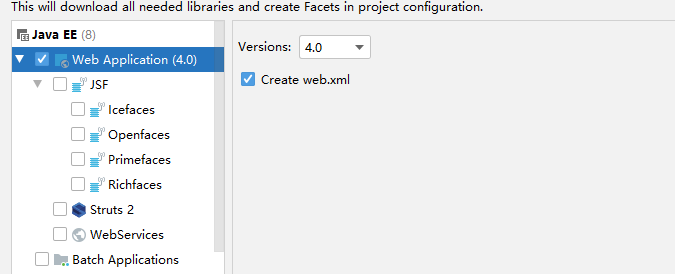 This will download all needed libraries and create Facets in project configuration.
Java EE (8)
Web Application (4.0)
JSF
Icefaces
Openfaces
Primefaces
Richfaces
Struts 2
WebServices
Batch Applications
Versions: 4.0
Create web.xml